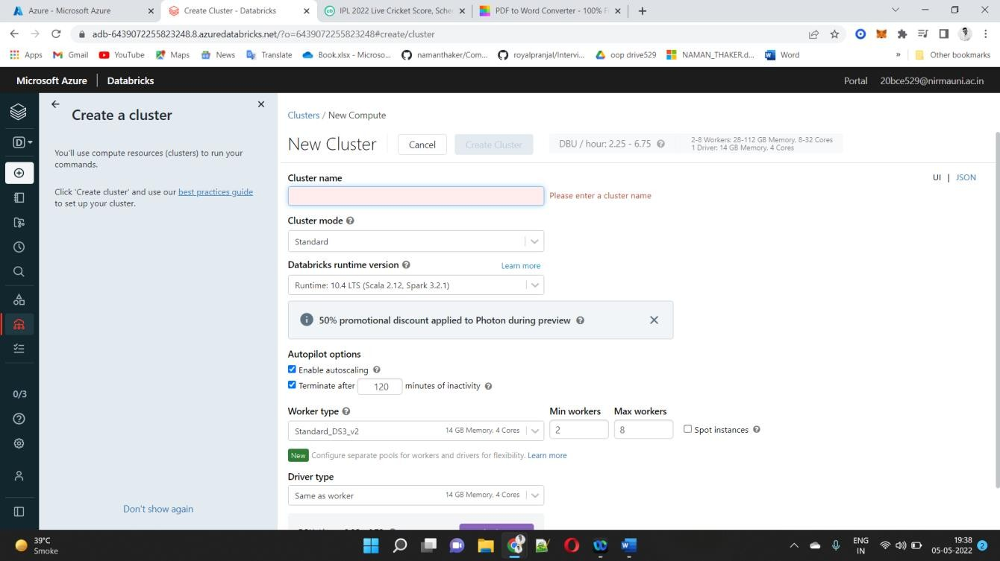 Azure - Microsoft Azure
Create Cluster - Databricks
IPL 2022 Live Cricket Score, Sche
PDF to Word Converter - 100% F
adb-6439072255823248.8.azuredatabricks.net/?o=6439072255823248#create/cluster
Apps
Gmail
YouTube
Maps
News
Translate
Book.xlsx - Microso...
namanthaker/Com...
royalpranjal/Intervi...
oop drive529
NAMAN_THAKER.d...
Word
»
Other bookmarks
Microsoft Azure
Databricks
Portal
20bce529@nirmauni.ac.in
Create a cluster
You'll use compute resources (clusters) to run your
commands.
Click 'Create cluster' and use our best practices guide
to set up your cluster.
Don't show again
D
0/3
Clusters / New Compute
New Cluster
Cancel
Create Cluster
DBU / hour: 2.25 - 6.75
2-8 Workers: 28-112 GB Memory, 8-32 Cores
1 Driver: 14 GB Memory, 4 Cores
UI | JSON
Cluster name
Please enter a cluster name
Cluster mode
Standard
Databricks runtime version
Learn more
Runtime: 10.4 LTS (Scala 2.12, Spark 3.2.1)
50% promotional discount applied to Photon during preview
Autopilot options
Enable autoscaling
Terminate after 120 minutes of inactivity
Worker type
Min workers
Max workers
Standard_DS3_v2
14 GB Memory, 4 Cores
2
8
Spot instances
New Configure separate pools for workers and drivers for flexibility. Learn more
Driver type
Same as worker
14 GB Memory, 4 Cores
39°C
Smoke
ENG
IN
19:38
05-05-2022
2